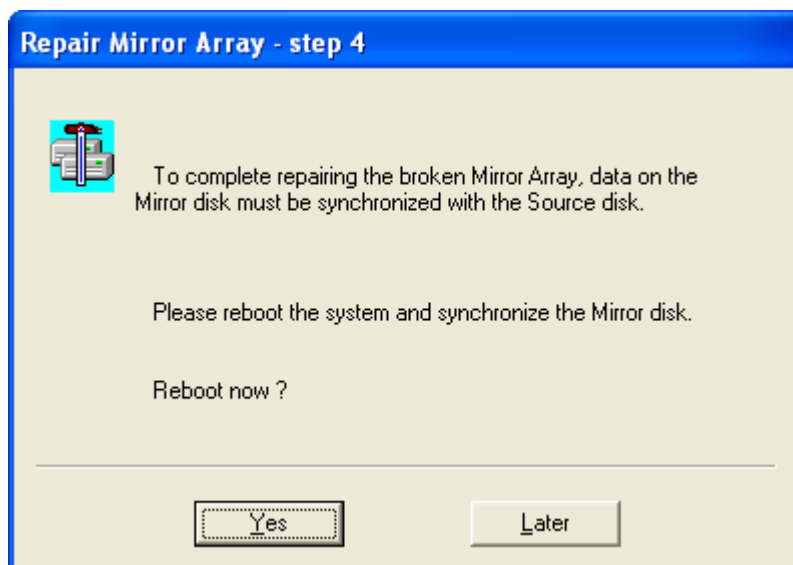 Repair Mirror Array - step 4
To complete repairing the broken Mirror Array, data on the
Mirror disk must be synchronized with the Source disk.
Please reboot the system and synchronize the Mirror disk.
Reboot now ?
Yes
Later